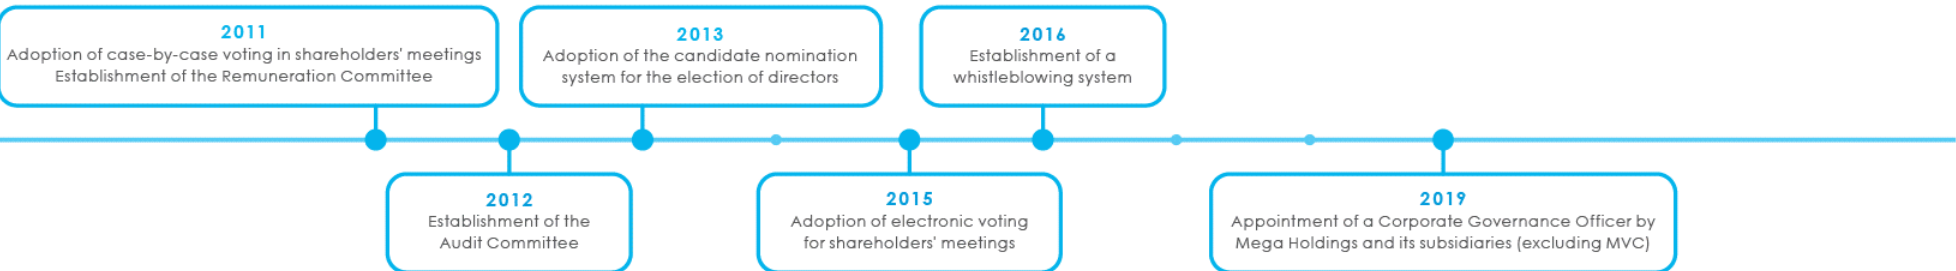 2011
Adoption of case-by-case voting in shareholders' meetings
Establishment of the Remuneration Committee
2012
Establishment of the
Audit Committee
2013
Adoption of the candidate nomination
system for the election of directors
2015
Adoption of electronic voting
for shareholders' meetings
2016
Establishment of a
whistleblowing system
2019
Appointment of a Corporate Governance Officer by
Mega Holdings and its subsidiaries (excluding MVC)